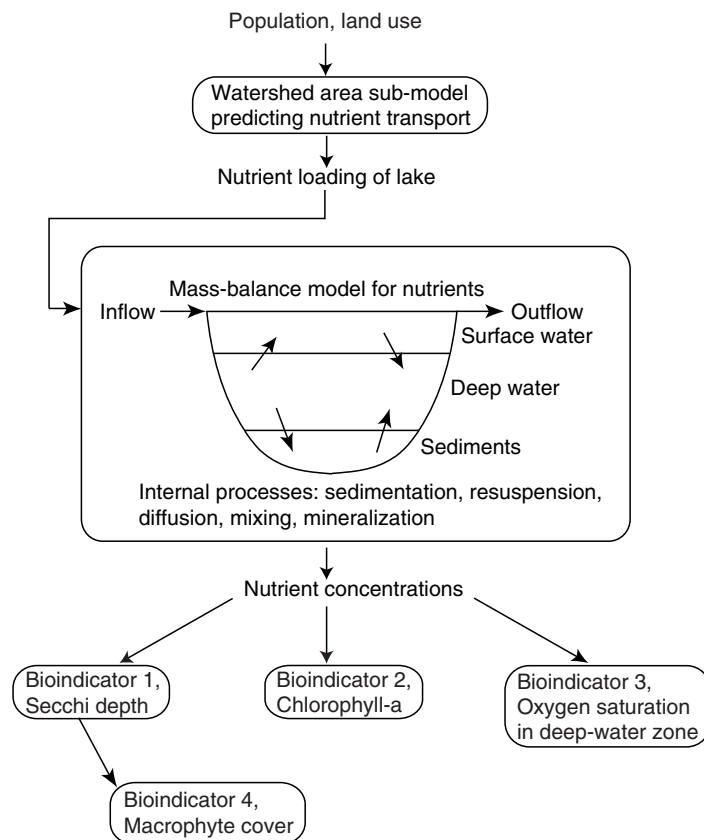 Population, land use
Watershed area sub-model
predicting nutrient transport
Nutrient loading of lake
Mass-balance model for nutrients
Inflow
Outflow
Surface water
Deep water
Sediments
Internal processes: sedimentation, resuspension,
diffusion, mixing, mineralization
Nutrient concentrations
Bioindicator 1,
Secchi depth
Bioindicator 2,
Chlorophyll-a
Bioindicator 3,
Oxygen saturation
in deep-water zone
Bioindicator 4,
Macrophyte cover